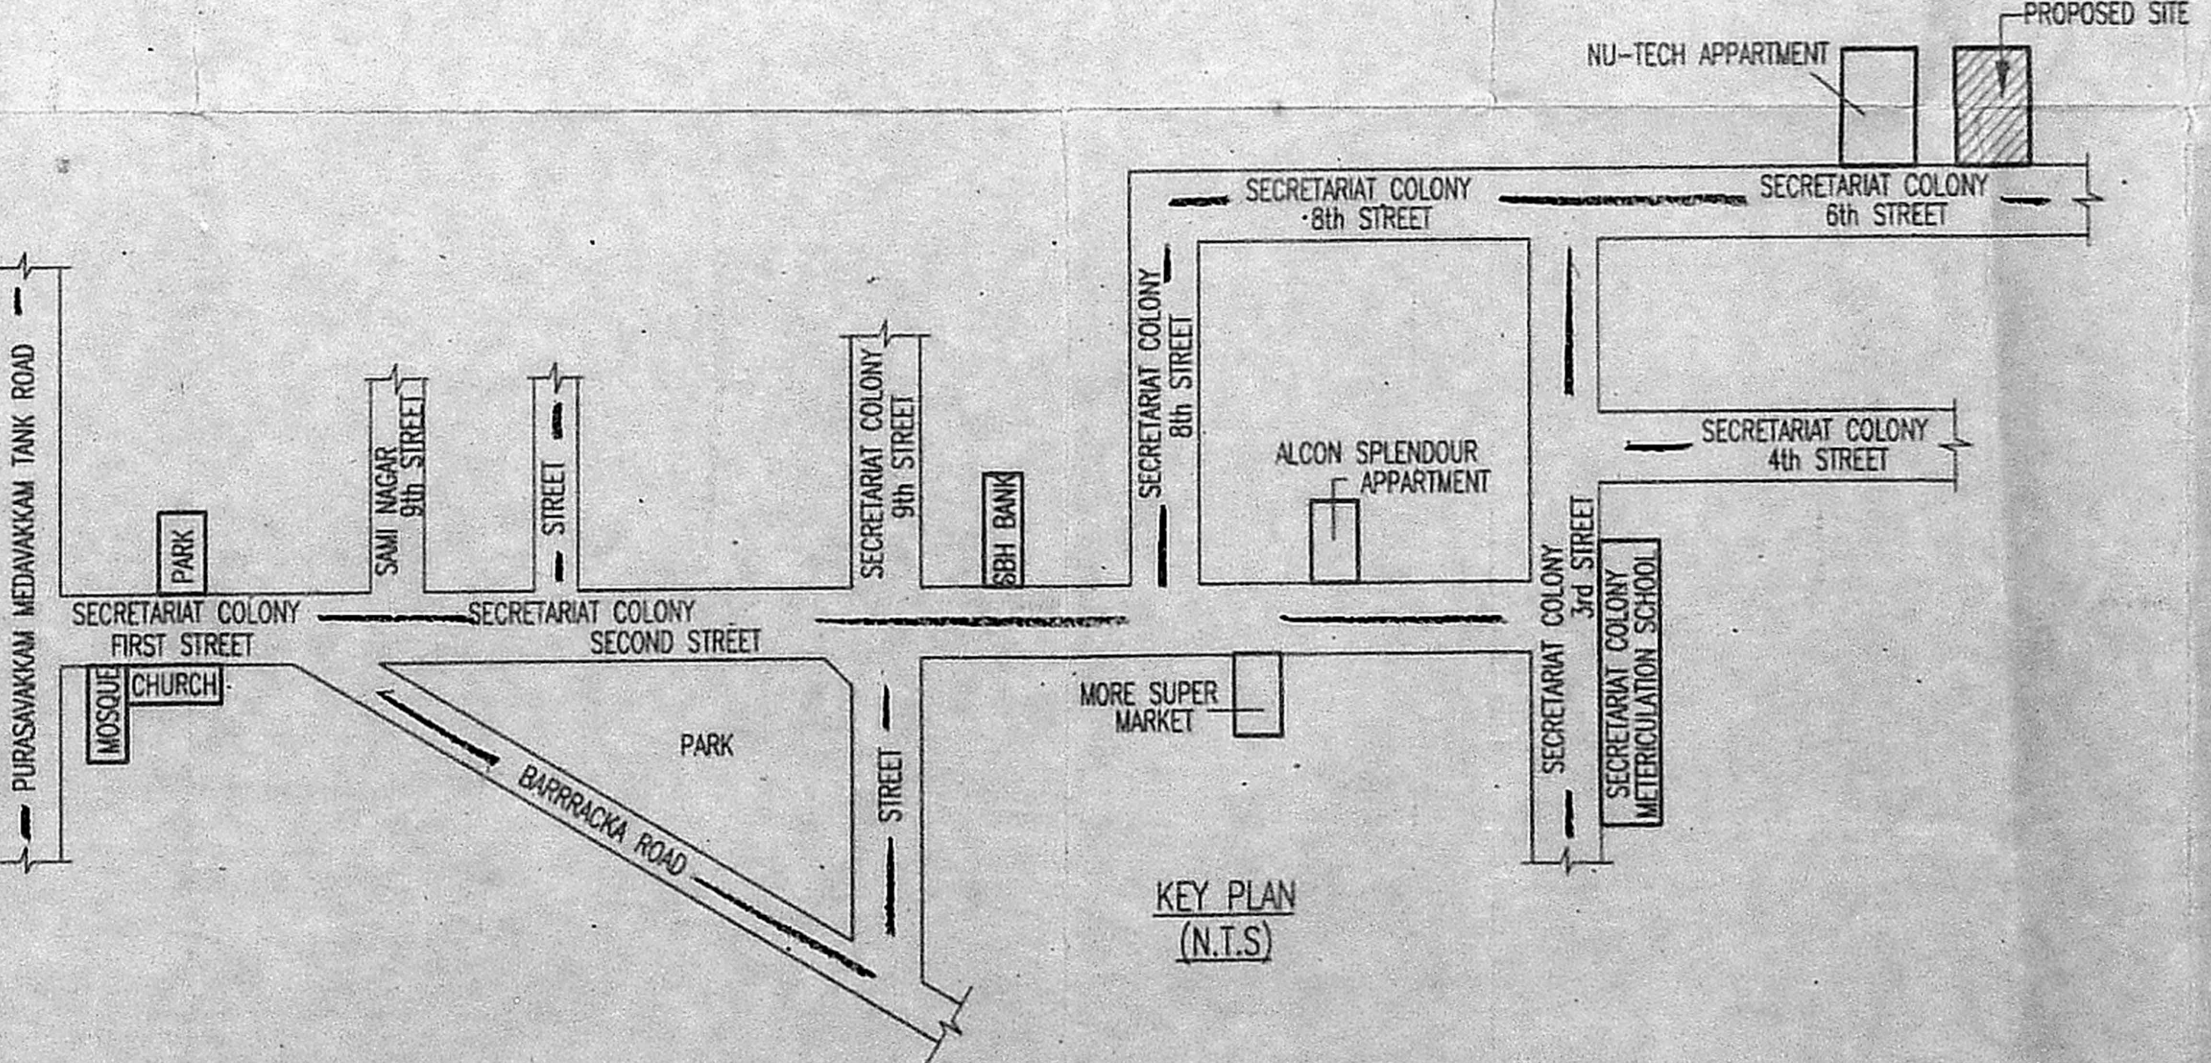 PROPOSED SITE
NU-TECH APPARTMENT
SECRETARIAT COLONY
8th STREET
SECRETARIAT COLONY
6th STREET
PURASAVAKKAM MEDAVAKKAM TANK ROAD
PARK
SAMI NAGAR
9th STREET
STREET
SECRETARIAT COLONY
9th STREET
SBH BANK
SECRETARIAT COLONY
8th STREET
ALCON SPLENDOUR
APPARTMENT
SECRETARIAT COLONY
4th STREET
SECRETARIAT COLONY
3rd STREET
SECRETARIAT COLONY
METERICULATION SCHOOL
SECRETARIAT COLONY
FIRST STREET
SECRETARIAT COLONY
SECOND STREET
MOSQUE
CHURCH
BARRRACKA ROAD
PARK
STREET
MORE SUPER
MARKET
KEY PLAN
(N.T.S)